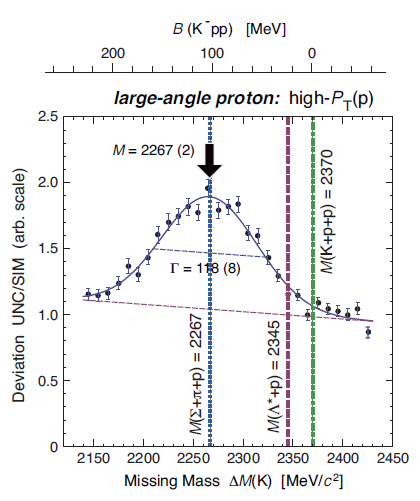 B (K⁻pp) [MeV]
200 100 0
large-angle proton: high-P_T(p)
2.5
2.0
1.5
1.0
0.5
0
Deviation UNC/SIM (arb. scale)
M = 2267 (2)
Γ = 118 (8)
M(Σ+π+p) = 2267
M(Λ*+p) = 2345
M(K+p+p) = 2370
2150 2200 2250 2300 2350 2400 2450
Missing Mass ΔM(K) [MeV/c²]